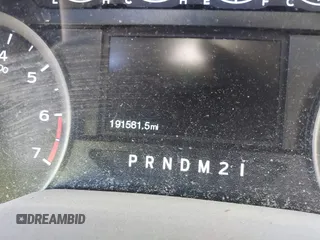 L H C H E F C
4
5
6
7
191561.5mi
P R N D M 2 1
DREAMBID